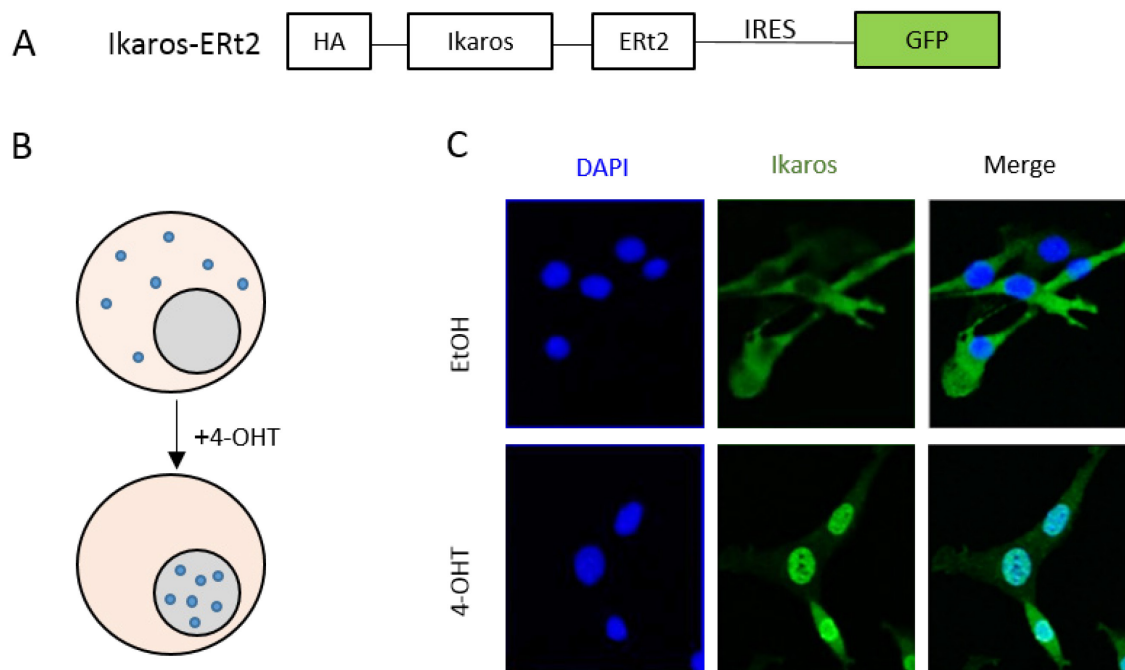 A
Ikaros-ERt2
HA
Ikaros
ERt2
IRES
GFP
B
+4-OHT
C
DAPI
Ikaros
Merge
EtOH
4-OHT